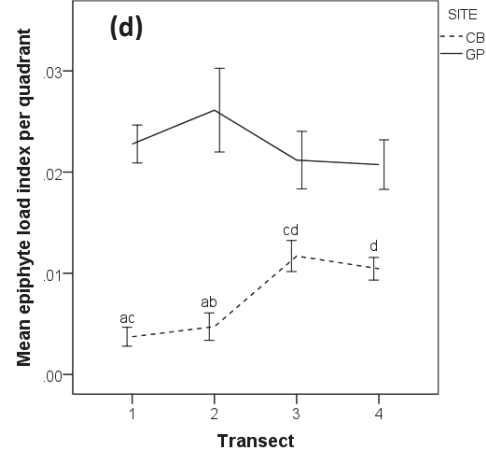 (d)
SITE
CB
GP
Mean epiphyte load index per quadrant
.03
.02
.01
.00
cd
d
ac
ab
1 2 3 4
Transect